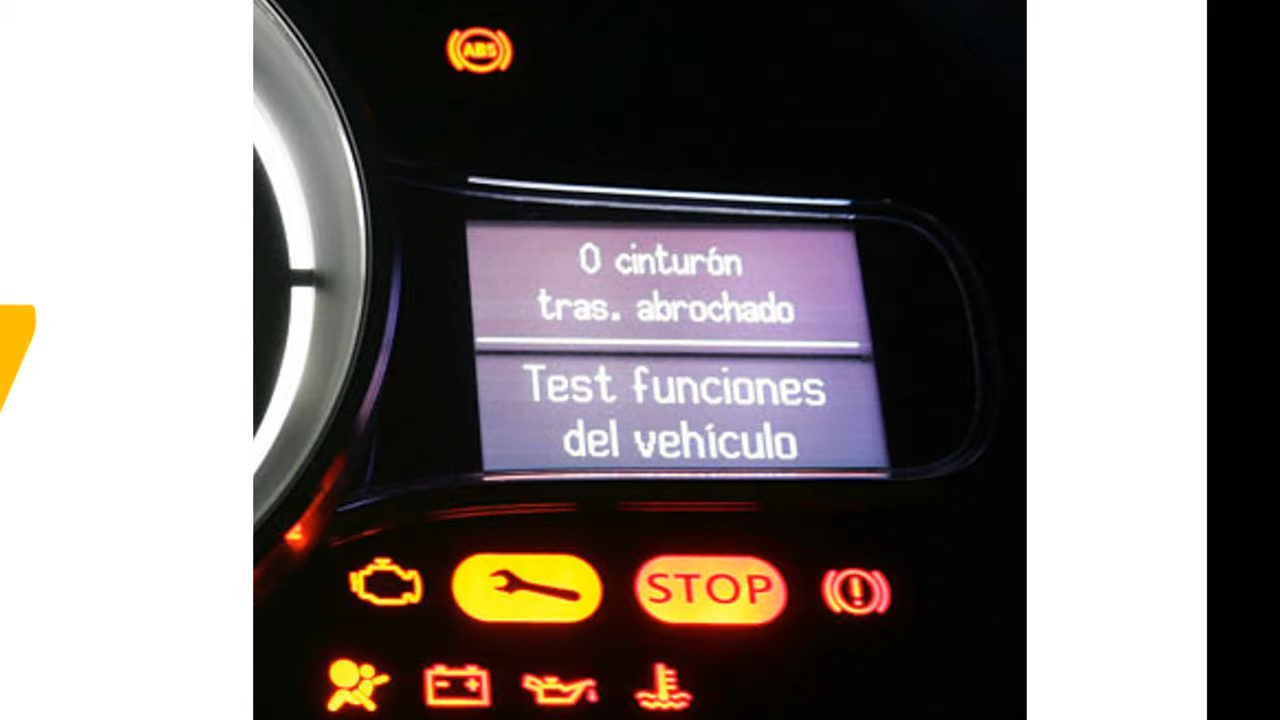 ABS
0 cinturón
tras. abrochado
Test funciones
del vehículo
STOP